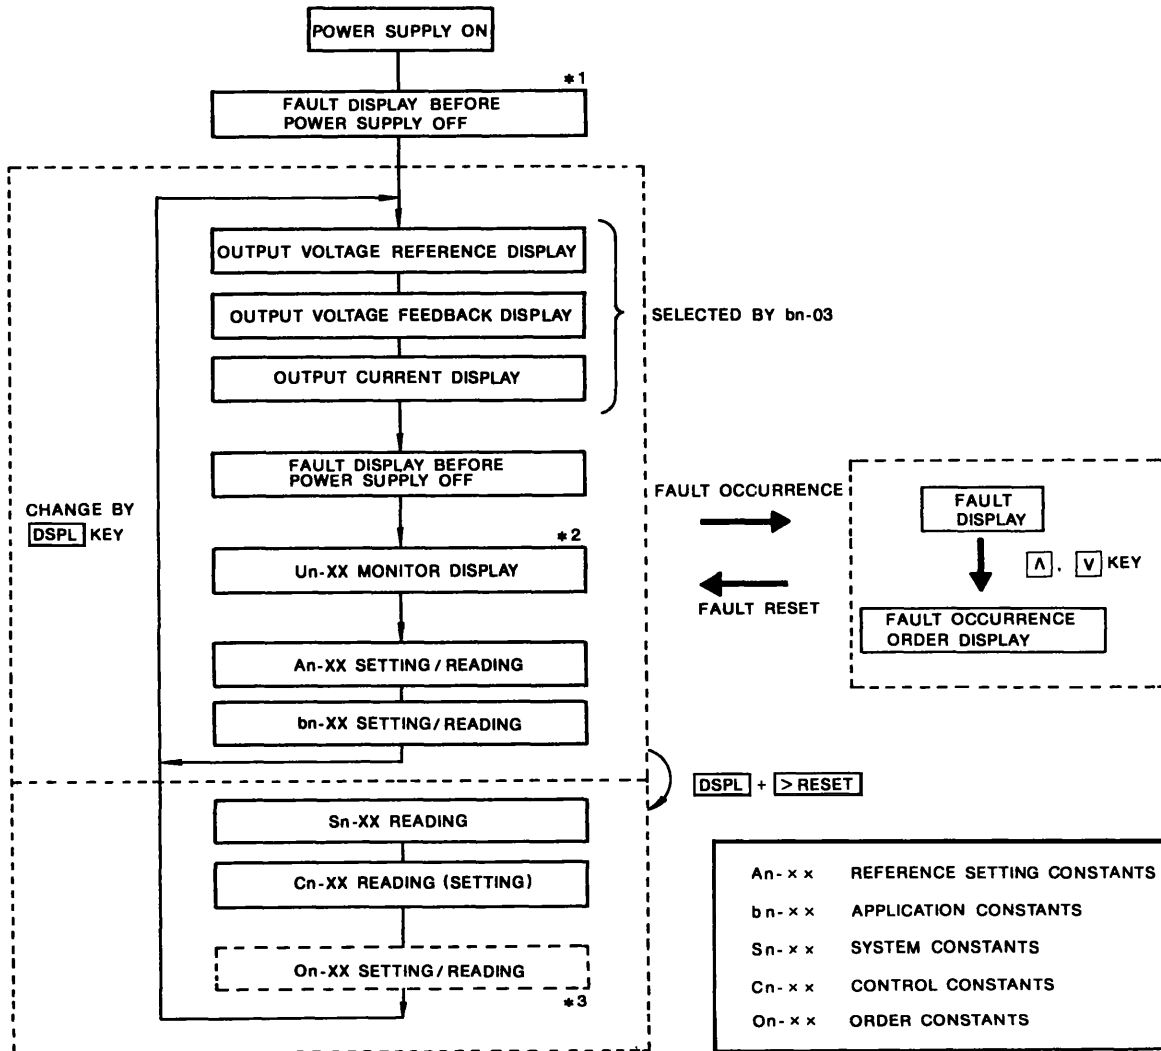 POWER SUPPLY ON
*1
FAULT DISPLAY BEFORE
POWER SUPPLY OFF
OUTPUT VOLTAGE REFERENCE DISPLAY
OUTPUT VOLTAGE FEEDBACK DISPLAY
OUTPUT CURRENT DISPLAY
SELECTED BY bn-03
FAULT DISPLAY BEFORE
POWER SUPPLY OFF
CHANGE BY
DSPL KEY
*2
Un-XX MONITOR DISPLAY
An-XX SETTING/READING
bn-XX SETTING/READING
FAULT OCCURRENCE
FAULT RESET
FAULT
DISPLAY
∧, ∨ KEY
FAULT OCCURRENCE
ORDER DISPLAY
DSPL + > RESET
Sn-XX READING
Cn-XX READING (SETTING)
On-XX SETTING/READING
*3
An-×× REFERENCE SETTING CONSTANTS
bn-×× APPLICATION CONSTANTS
Sn-×× SYSTEM CONSTANTS
Cn-×× CONTROL CONSTANTS
On-×× ORDER CONSTANTS